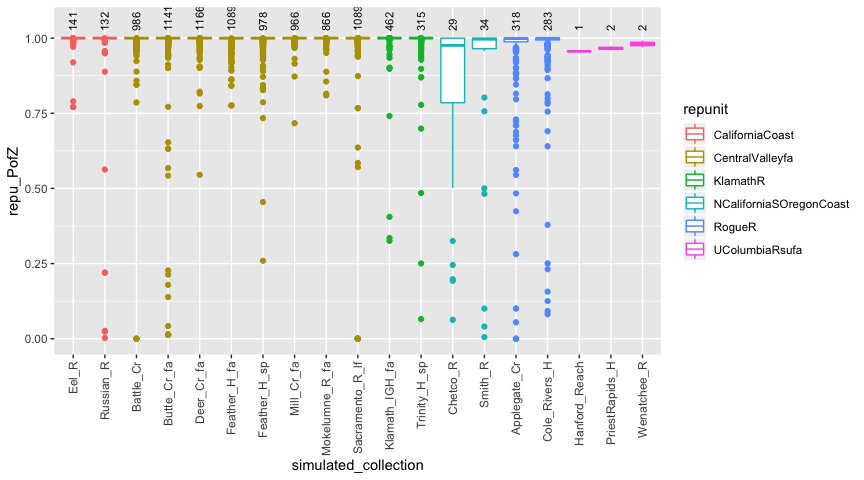 141 132 986 1141 1166 1089 978 966 866 1089 462 315 29 34 318 283 1 2 2
1.00
0.75
0.50
0.25
0.00
repu_PofZ
Eel_R
Russian_R
Battle_Cr
Butte_Cr_fa
Deer_Cr_fa
Feather_H_fa
Feather_H_sp
Mill_Cr_fa
Mokelumne_R_fa
Sacramento_R_lf
Klamath_IGH_fa
Trinity_H_sp
Chetco_R
Smith_R
Applegate_Cr
Cole_Rivers_H
Hanford_Reach
PriestRapids_H
Wenatchee_R
simulated_collection
repunit
CaliforniaCoast
CentralValleyfa
KlamathR
NCaliforniaSOregonCoast
RogueR
UColumbiaRsufa